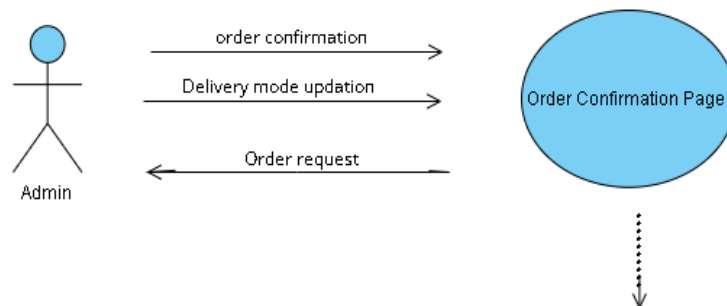 order confirmation
Delivery mode updation
Order Confirmation Page
Order request
Admin